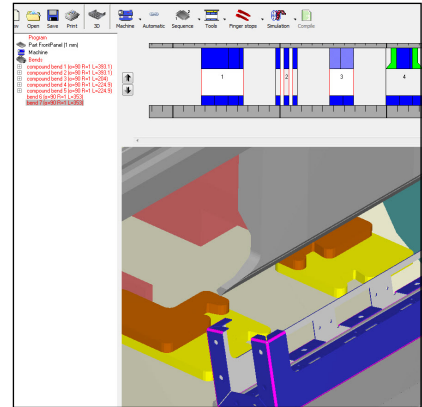 Open Save Print 3D Machine Automatic Sequence Tools Finger stops Simulation Compile
Program
Part FrontPanel (1 mm)
Machine
Bends
compound bend 1 (α=90 R=1 L=393.1)
compound bend 2 (α=90 R=1 L=393.1)
compound bend 3 (α=90 R=1 L=204)
compound bend 4 (α=90 R=1 L=224.9)
compound bend 5 (α=90 R=1 L=224.9)
bend 6 (α=90 R=1 L=353)
bend 7 (α=90 R=1 L=353)
1 2 3 4